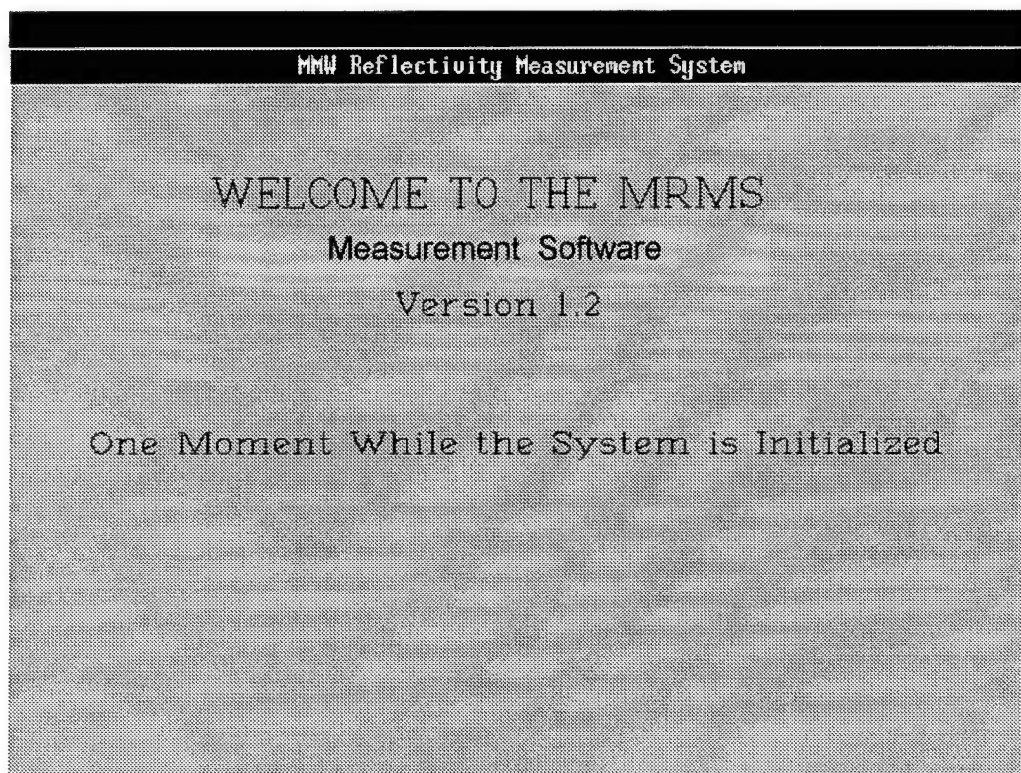 MMW Reflectivity Measurement System
WELCOME TO THE MRMS
Measurement Software
Version 1.2
One Moment While the System is Initialized